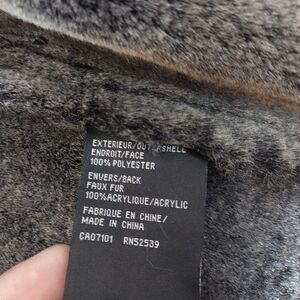 EXTERIEUR/OUTERSHELL
ENDROIT/FACE
100% POLYESTER
ENVERS/BACK
FAUX FUR
100%ACRYLIQUE/ACRYLIC
FABRIQUE EN CHINE/
MADE IN CHINA
CA07101 RN52539